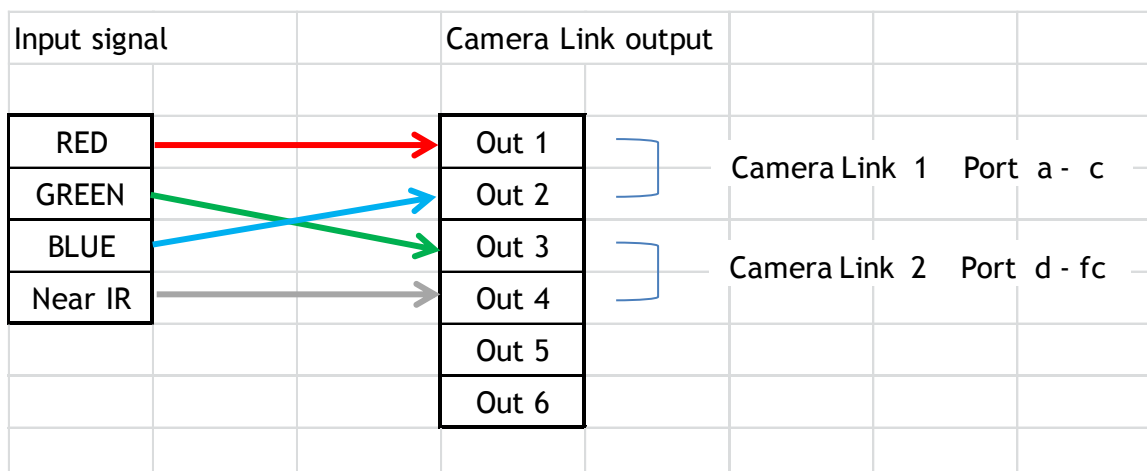 Input signal Camera Link output
RED Out 1
Camera Link 1 Port a - c
GREEN Out 2
BLUE Out 3
Camera Link 2 Port d - fc
Near IR Out 4
Out 5
Out 6